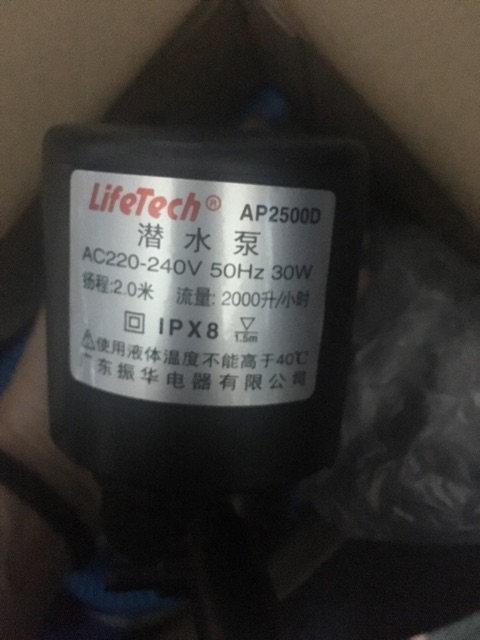 LifeTech® AP2500D
潜水泵
AC220-240V 50Hz 30W
扬程:2.0米 流量:2000升/小时
IPX8 1.5m
使用液体温度不能高于40℃
广东振华电器有限公司